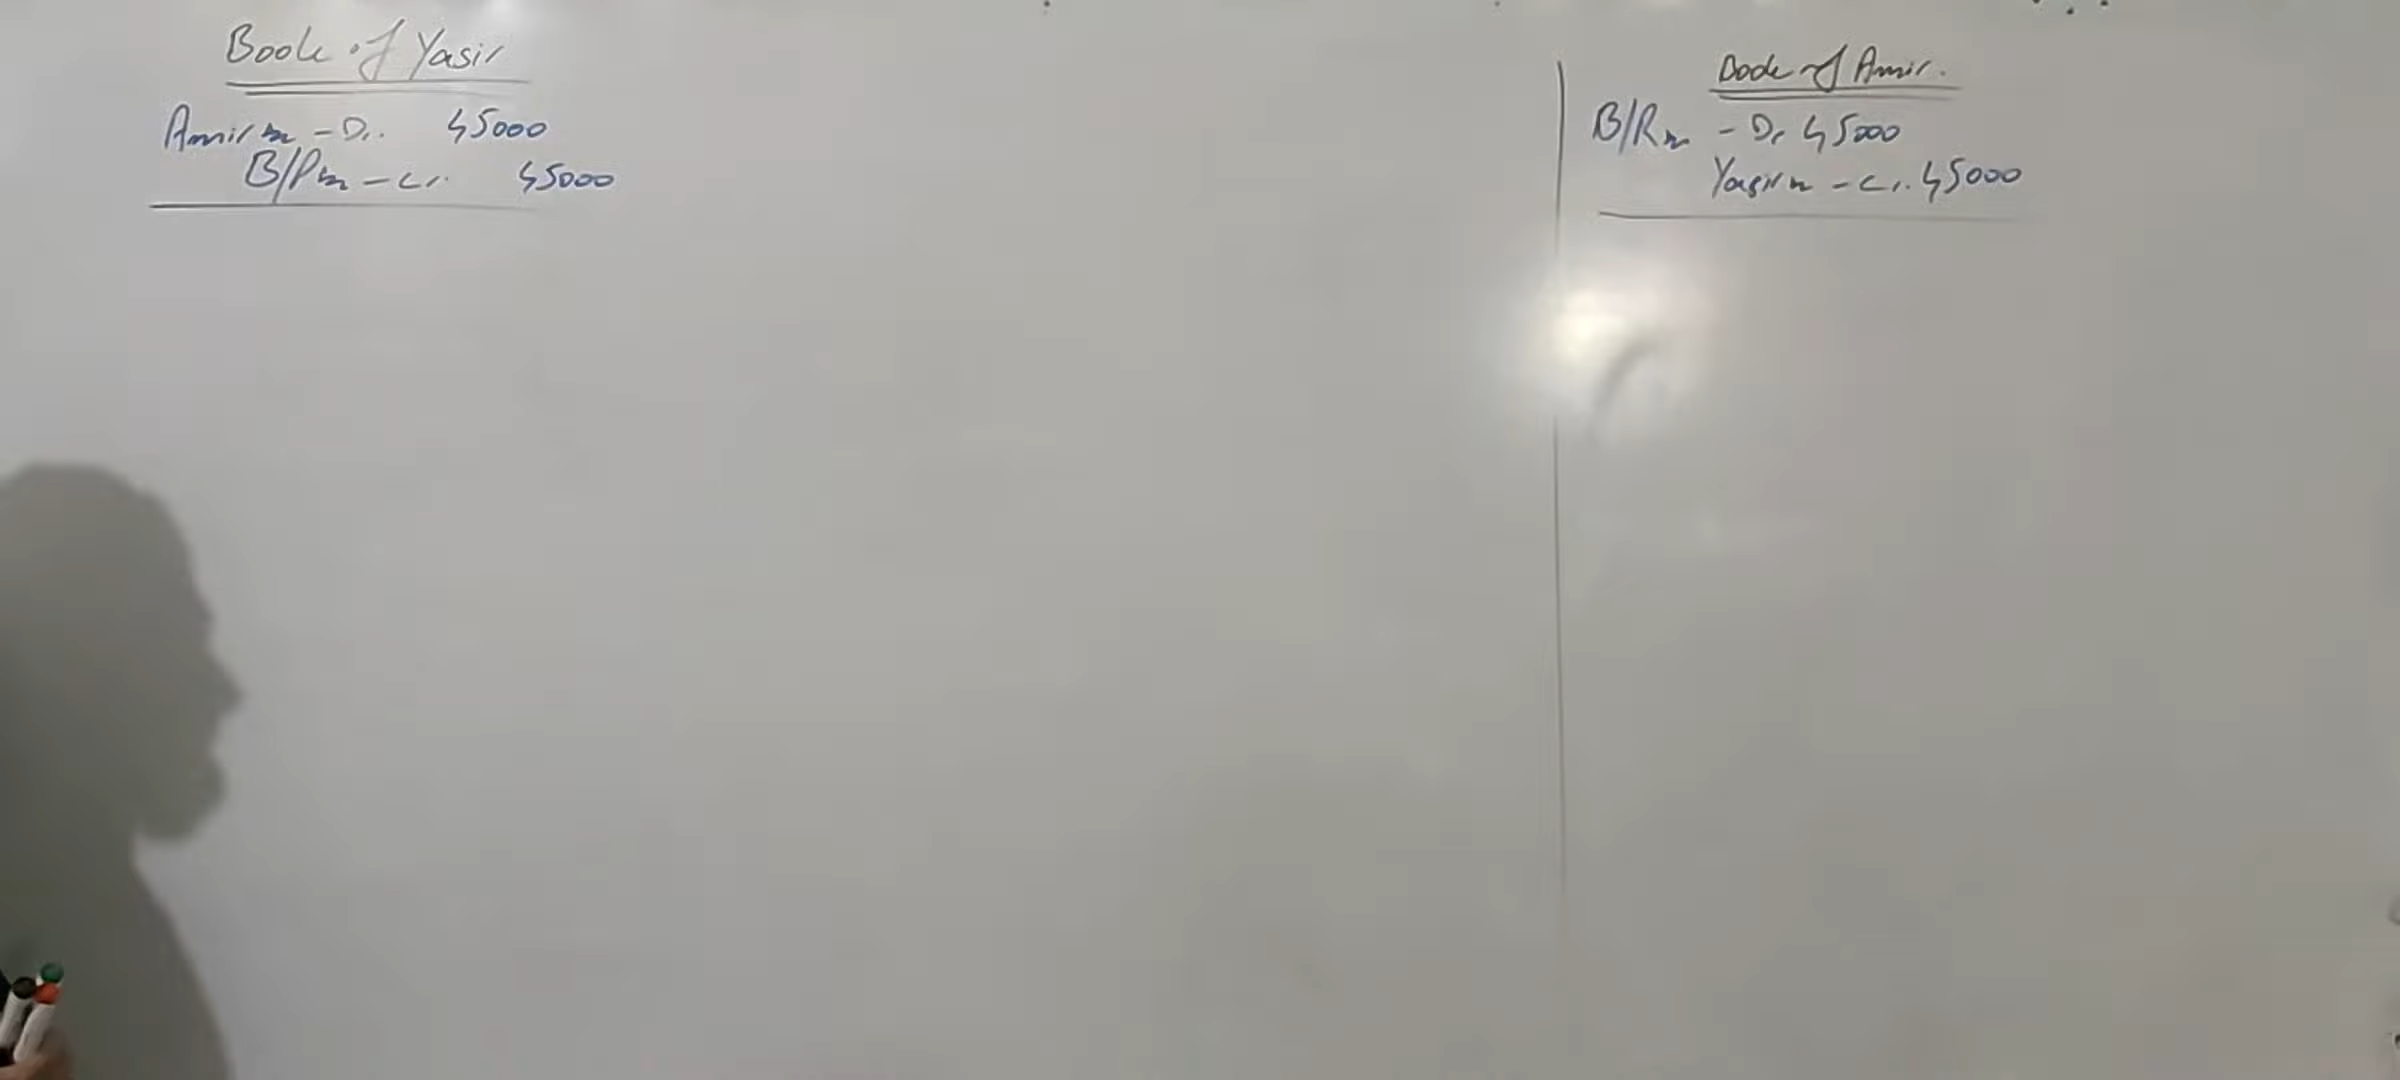 Book of Yasir
Amir a/c - Dr. 45000
B/P a/c - Cr. 45000
Book of Amir.
B/R a/c - Dr 45000
Yasir a/c - Cr. 45000